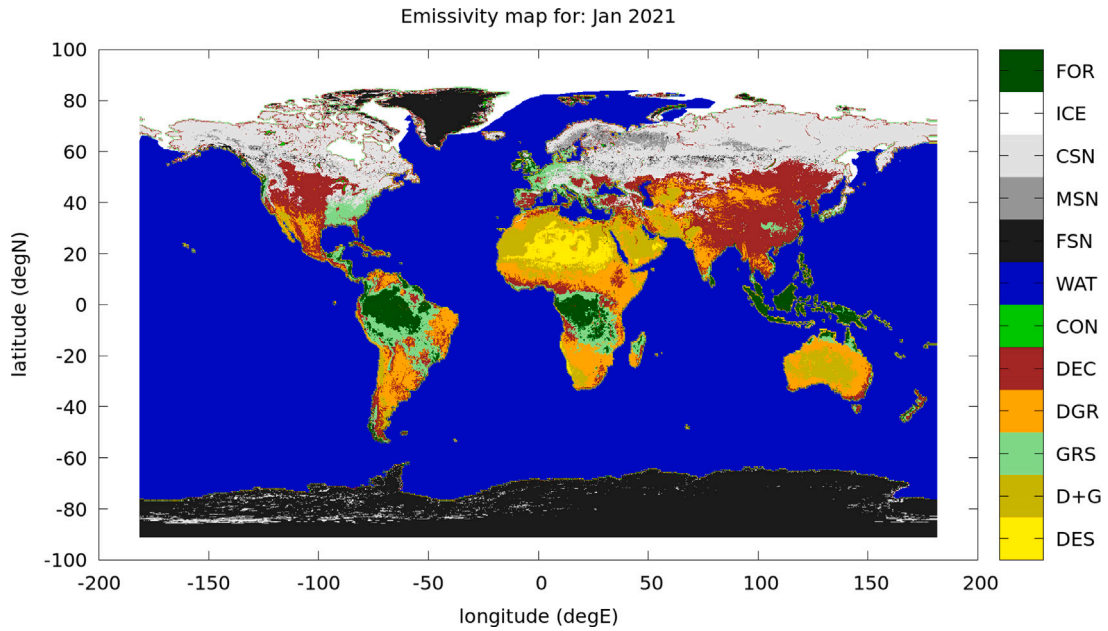 Emissivity map for: Jan 2021
100
80
60
40
20
0
-20
-40
-60
-80
-100
latitude (degN)
-200 -150 -100 -50 0 50 100 150 200
longitude (degE)
FOR
ICE
CSN
MSN
FSN
WAT
CON
DEC
DGR
GRS
D+G
DES